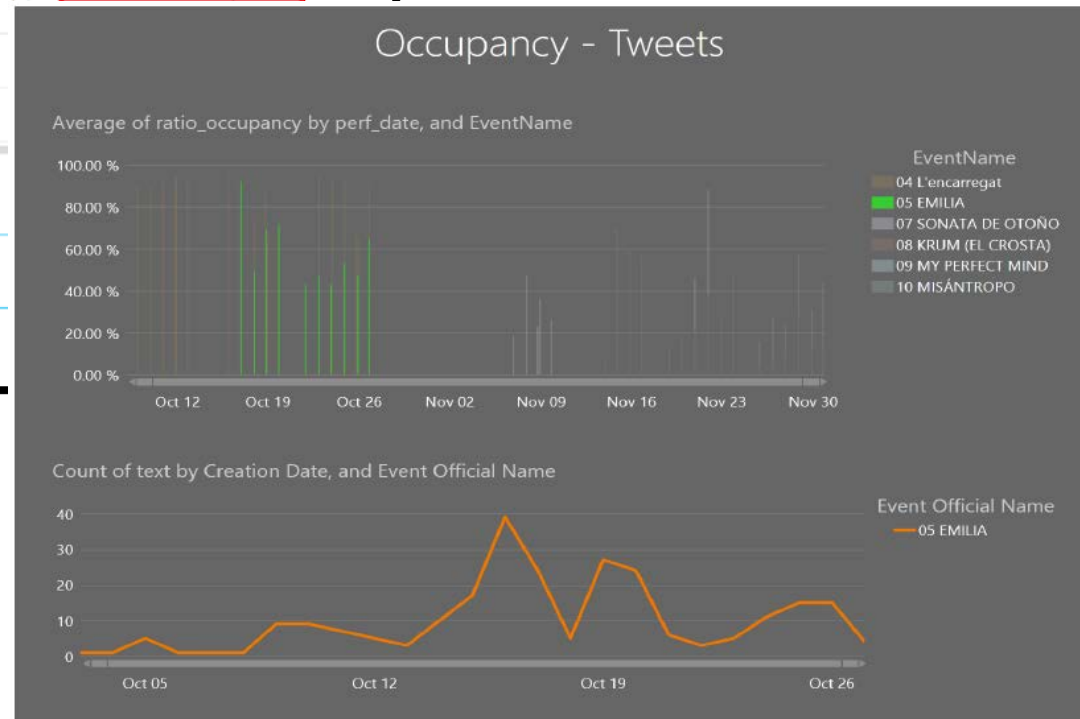 Occupancy - Tweets
Average of ratio_occupancy by perf_date, and EventName
100.00 %
80.00 %
60.00 %
40.00 %
20.00 %
0.00 %
Oct 12 Oct 19 Oct 26 Nov 02 Nov 09 Nov 16 Nov 23 Nov 30
EventName
04 L'encarregat
05 EMILIA
07 SONATA DE OTOÑO
08 KRUM (EL CROSTA)
09 MY PERFECT MIND
10 MISÁNTROPO
Count of text by Creation Date, and Event Official Name
40
30
20
10
0
Oct 05 Oct 12 Oct 19 Oct 26
Event Official Name
05 EMILIA